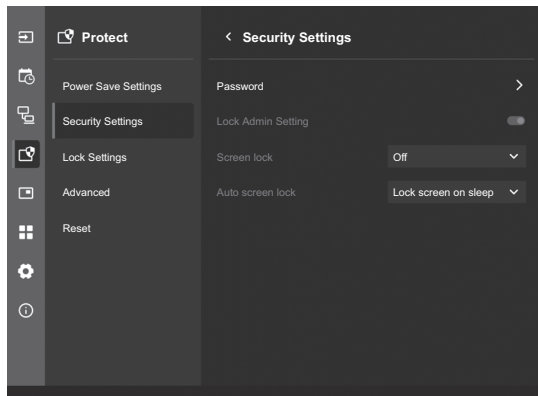 Protect
Security Settings
Power Save Settings
Password
Security Settings
Lock Admin Setting
Lock Settings
Screen lock
Off
Advanced
Auto screen lock
Lock screen on sleep
Reset